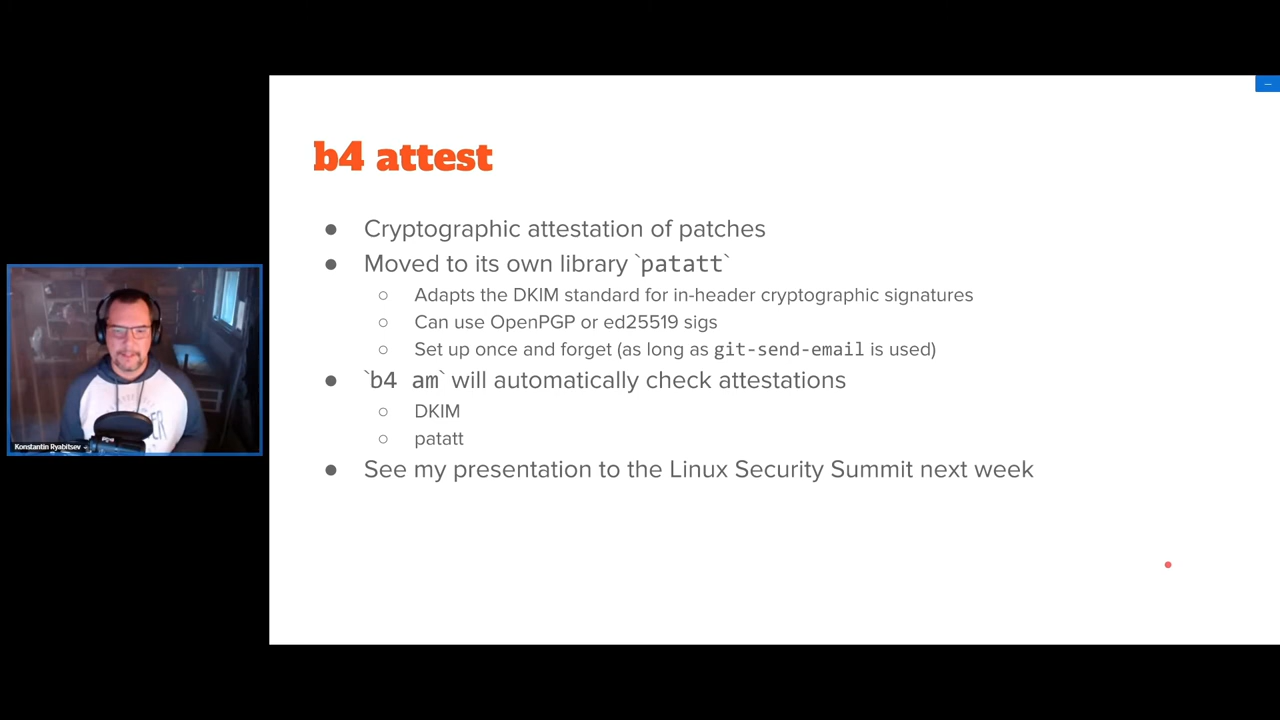 b4 attest
● Cryptographic attestation of patches
● Moved to its own library `patatt`
○ Adapts the DKIM standard for in-header cryptographic signatures
○ Can use OpenPGP or ed25519 sigs
○ Set up once and forget (as long as git-send-email is used)
● `b4 am` will automatically check attestations
○ DKIM
○ patatt
● See my presentation to the Linux Security Summit next week
Konstantin Ryabitsev